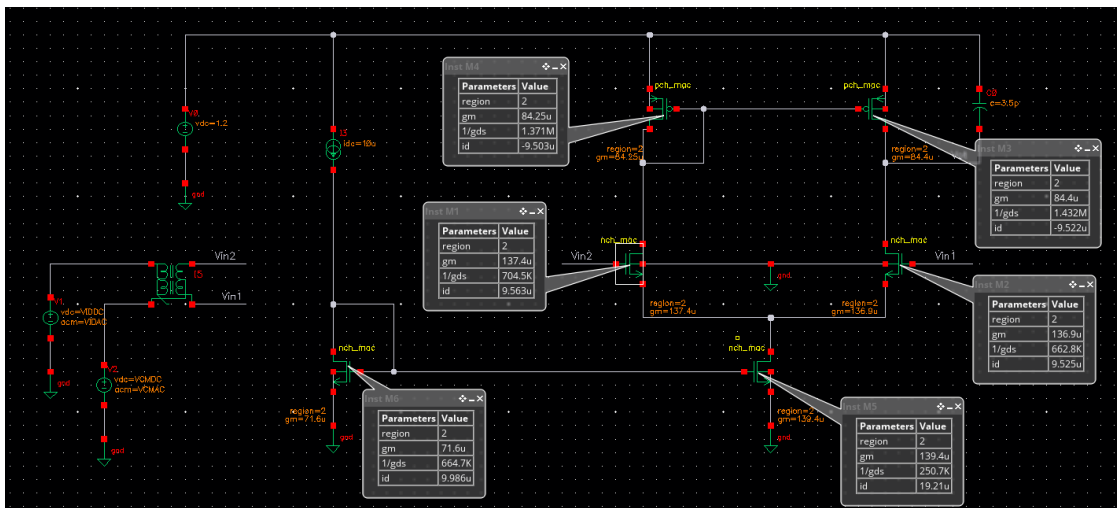 Inst M4
Parameters Value
region 2
gm 84.25u
1/gds 1.371M
id -9.503u
pch_mac
region=2
gm=84.25u
pch_mac
region=2
gm=84.4u
c=3.5p
Inst M3
Parameters Value
region 2
gm 84.4u
1/gds 1.432M
id -9.522u
vdc=1.2
gnd
idc=10u
Inst M1
Parameters Value
region 2
gm 137.4u
1/gds 704.5K
id 9.563u
Vin2
nch_mac
region=2
gm=137.4u
gnd
nch_mac
Vin1
region=2
gm=136.9u
Inst M2
Parameters Value
region 2
gm 136.9u
1/gds 662.8K
id 9.525u
Vin2
Vin1
V1
vdc=VIDDC
acm=VIDAC
gnd
V2
vdc=VCMDC
acm=VCMAC
gnd
nch_mac
region=2
gm=71.6u
gnd
Inst M6
Parameters Value
region 2
gm 71.6u
1/gds 664.7K
id 9.986u
nch_mac
region=2
gm=139.4u
gnd
Inst M5
Parameters Value
region 2
gm 139.4u
1/gds 250.7K
id 19.21u